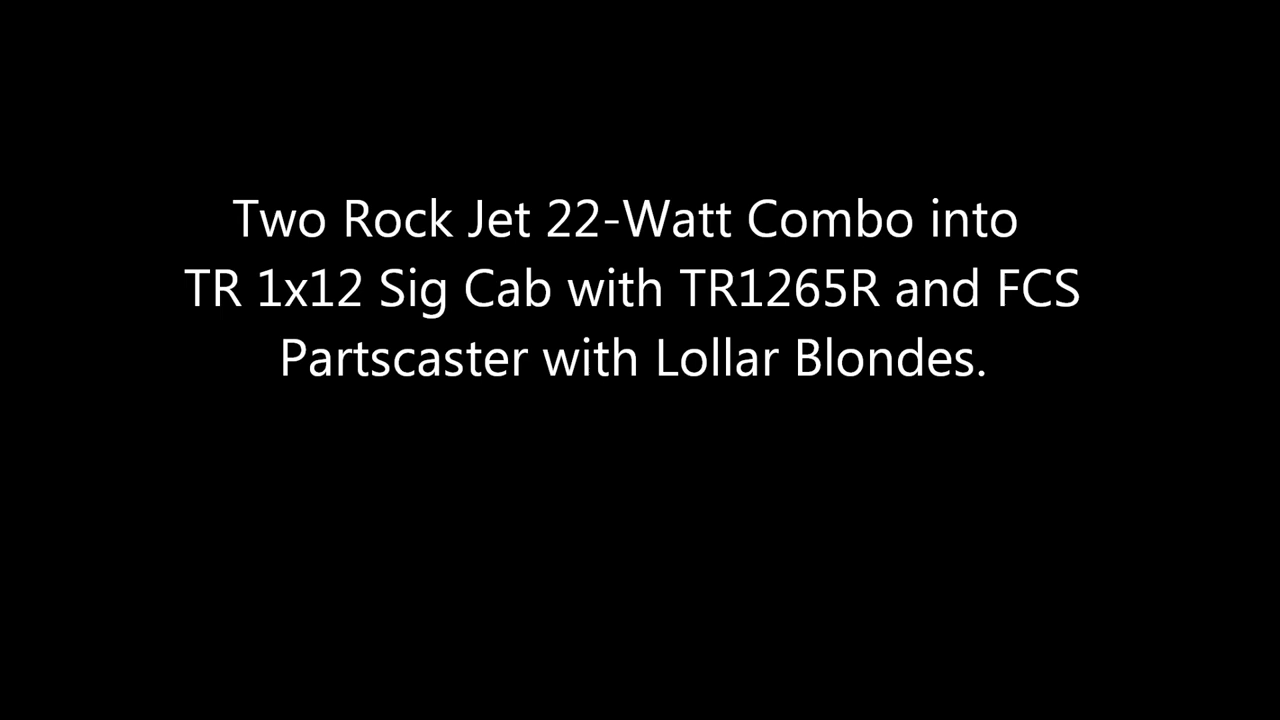 Two Rock Jet 22-Watt Combo into
TR 1x12 Sig Cab with TR1265R and FCS
Partscaster with Lollar Blondes.